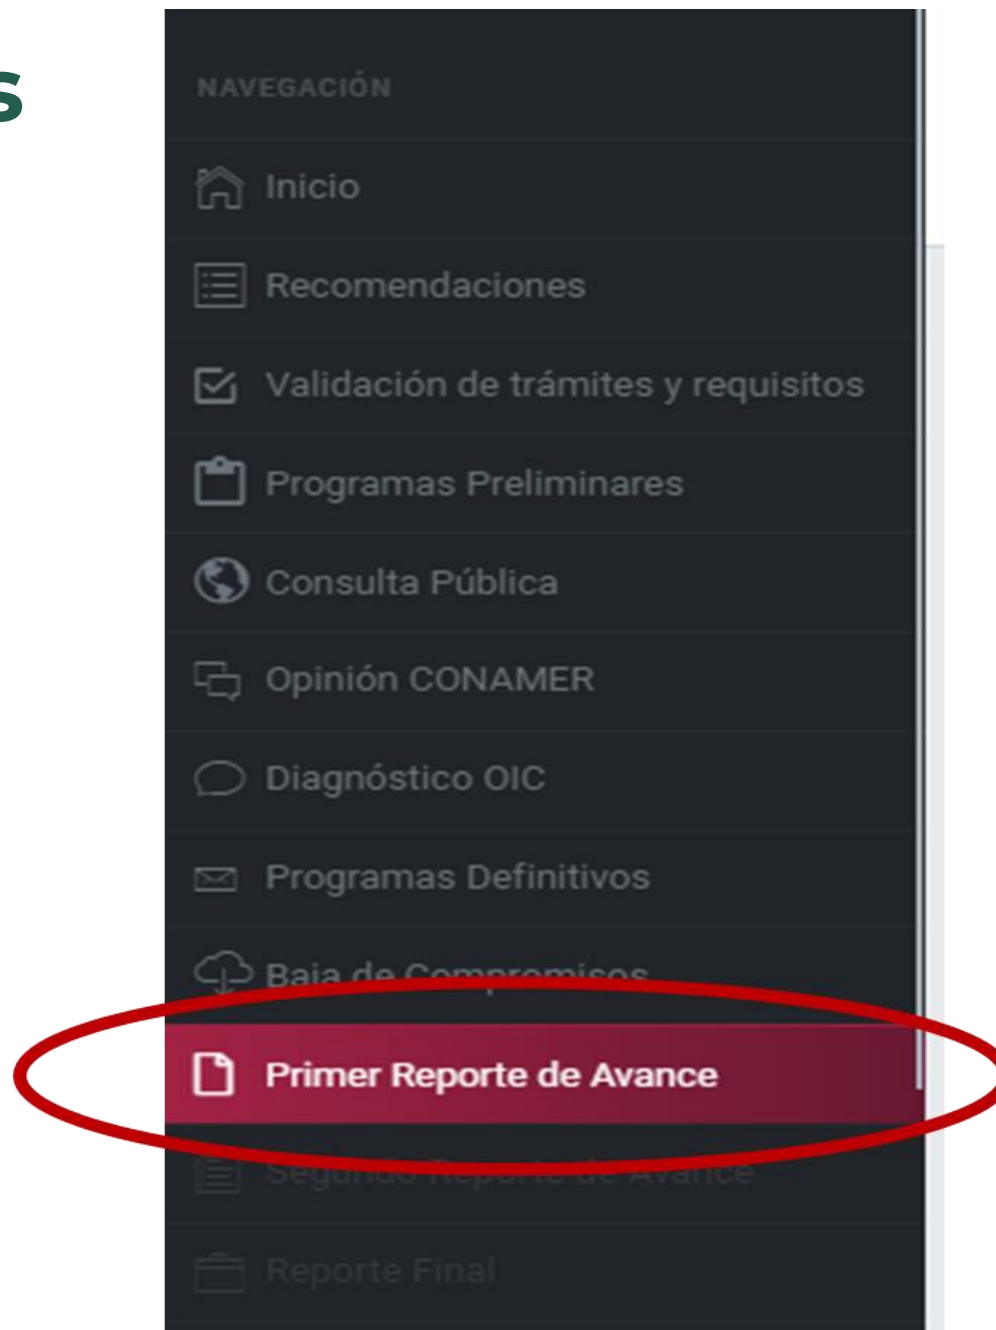 s
NAVEGACIÓN
Inicio
Recomendaciones
Validación de trámites y requisitos
Programas Preliminares
Consulta Pública
Opinión CONAMER
Diagnóstico OIC
Programas Definitivos
Baja de Compromisos
Primer Reporte de Avance
Segundo Reporte de Avance
Reporte Final